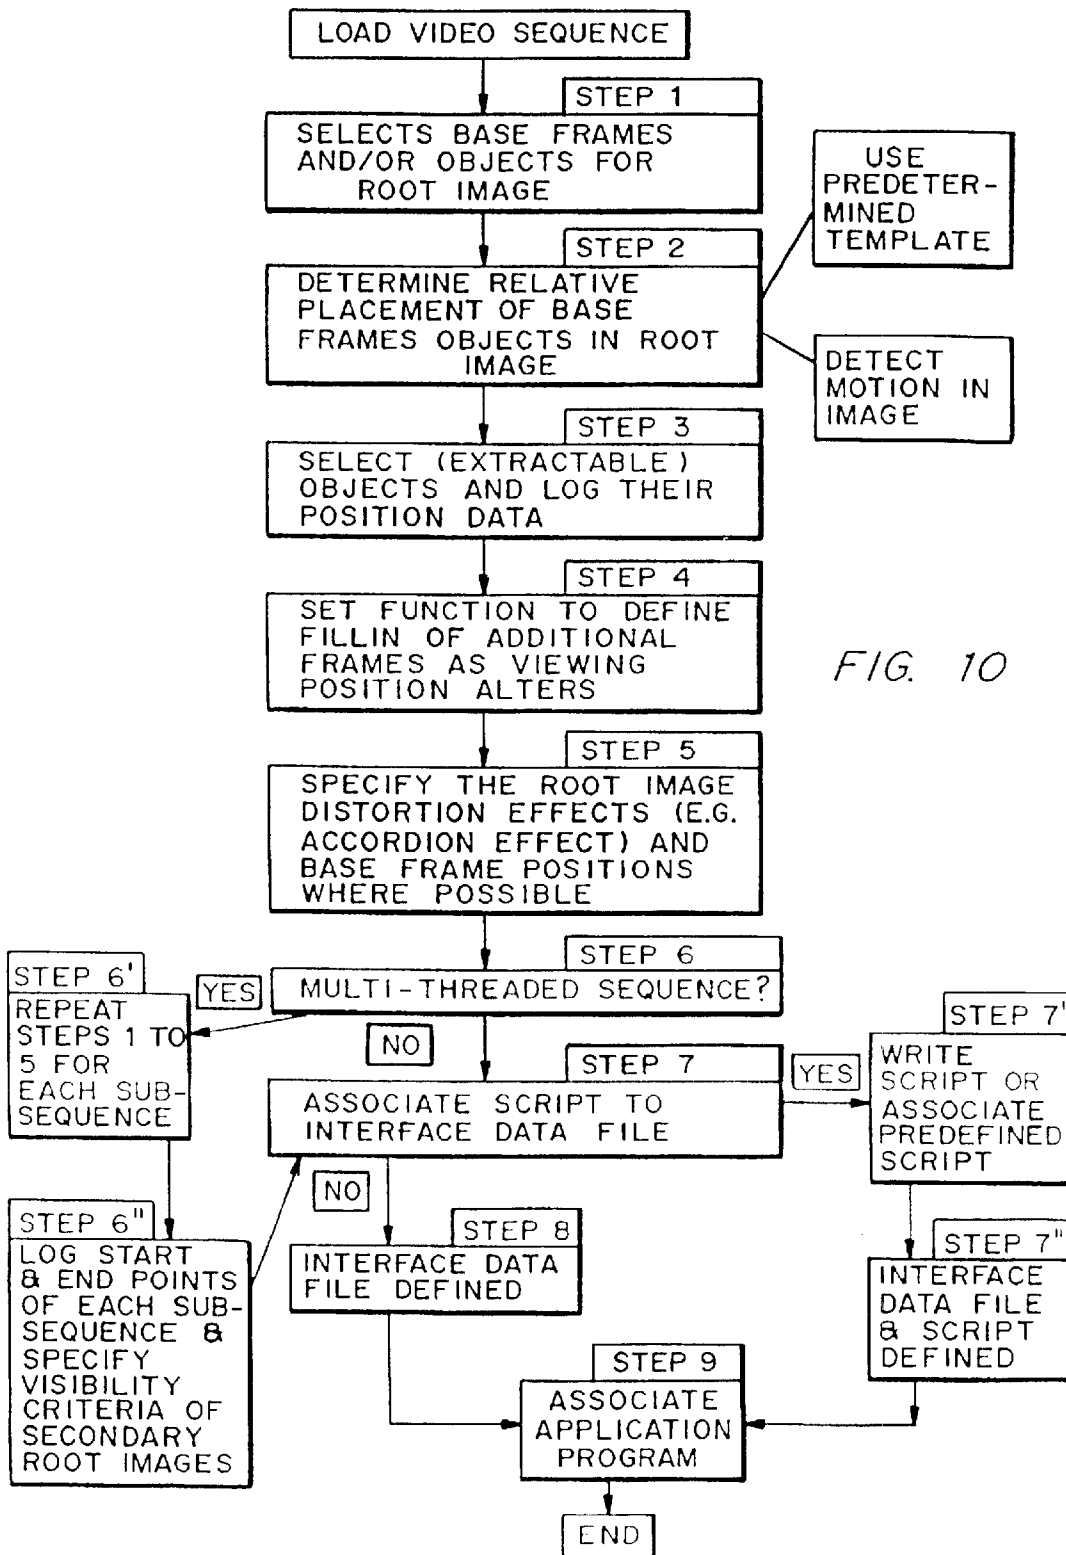 LOAD VIDEO SEQUENCE
STEP 1
SELECTS BASE FRAMES
AND/OR OBJECTS FOR
ROOT IMAGE
STEP 2
DETERMINE RELATIVE
PLACEMENT OF BASE
FRAMES OBJECTS IN ROOT
IMAGE
USE
PREDETER-
MINED
TEMPLATE
DETECT
MOTION IN
IMAGE
STEP 3
SELECT (EXTRACTABLE)
OBJECTS AND LOG THEIR
POSITION DATA
STEP 4
SET FUNCTION TO DEFINE
FILLIN OF ADDITIONAL
FRAMES AS VIEWING
POSITION ALTERS
FIG. 10
STEP 5
SPECIFY THE ROOT IMAGE
DISTORTION EFFECTS (E.G.
ACCORDION EFFECT) AND
BASE FRAME POSITIONS
WHERE POSSIBLE
STEP 6
MULTI-THREADED SEQUENCE?
YES
NO
STEP 6'
REPEAT
STEPS 1 TO
5 FOR
EACH SUB-
SEQUENCE
STEP 6"
LOG START
& END POINTS
OF EACH SUB-
SEQUENCE &
SPECIFY
VISIBILITY
CRITERIA OF
SECONDARY
ROOT IMAGES
STEP 7
ASSOCIATE SCRIPT TO
INTERFACE DATA FILE
YES
NO
STEP 7'
WRITE
SCRIPT OR
ASSOCIATE
PREDEFINED
SCRIPT
STEP 7"
INTERFACE
DATA FILE
& SCRIPT
DEFINED
STEP 8
INTERFACE DATA
FILE DEFINED
STEP 9
ASSOCIATE
APPLICATION
PROGRAM
END